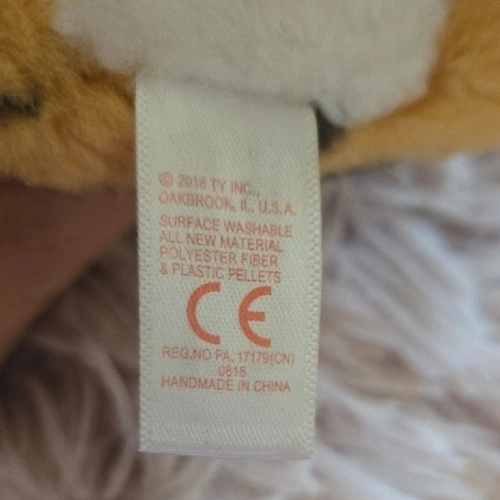 © 2016 TY INC.,
OAKBROOK, IL, U.S.A.
SURFACE WASHABLE
ALL NEW MATERIAL
POLYESTER FIBER
& PLASTIC PELLETS
CE
REG.NO PA. 17179(CN)
0816
HANDMADE IN CHINA